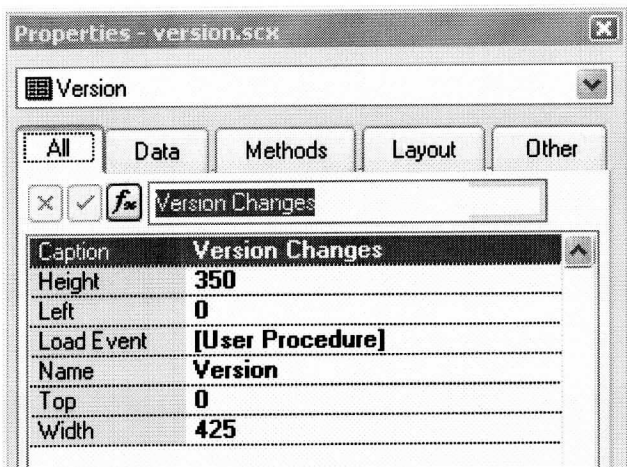 Properties - version.scx
Version
All Data Methods Layout Other
fx Version Changes
Caption Version Changes
Height 350
Left 0
Load Event [User Procedure]
Name Version
Top 0
Width 425